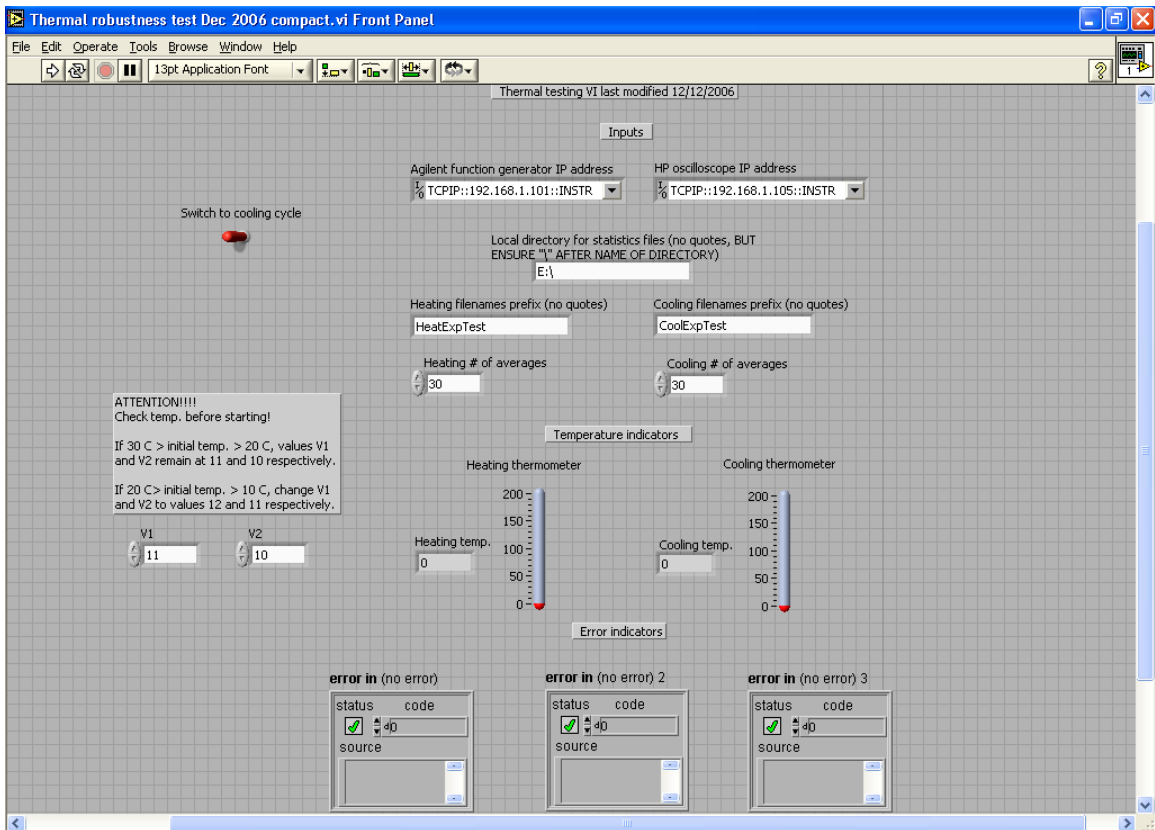 Thermal robustness test Dec 2006 compact.vi Front Panel
File Edit Operate Tools Browse Window Help
13pt Application Font
1
Thermal testing VI last modified 12/12/2006
Inputs
Agilent function generator IP address
HP oscilloscope IP address
TCPIP::192.168.1.101::INSTR
TCPIP::192.168.1.105::INSTR
Switch to cooling cycle
Local directory for statistics files (no quotes, BUT
ENSURE "\" AFTER NAME OF DIRECTORY)
E:\
Heating filenames prefix (no quotes)
Cooling filenames prefix (no quotes)
HeatExpTest
CoolExpTest
Heating # of averages
Cooling # of averages
30
30
ATTENTION!!!!
Check temp. before starting!
If 30 C > initial temp. > 20 C, values V1
and V2 remain at 11 and 10 respectively.
If 20 C> initial temp. > 10 C, change V1
and V2 to values 12 and 11 respectively.
V1
V2
11
10
Temperature indicators
Heating thermometer
Cooling thermometer
200
150
100
50
0
Heating temp.
0
200
150
100
50
0
Cooling temp.
0
Error indicators
error in (no error)
error in (no error) 2
error in (no error) 3
status code
d0
source
status code
d0
source
status code
d0
source